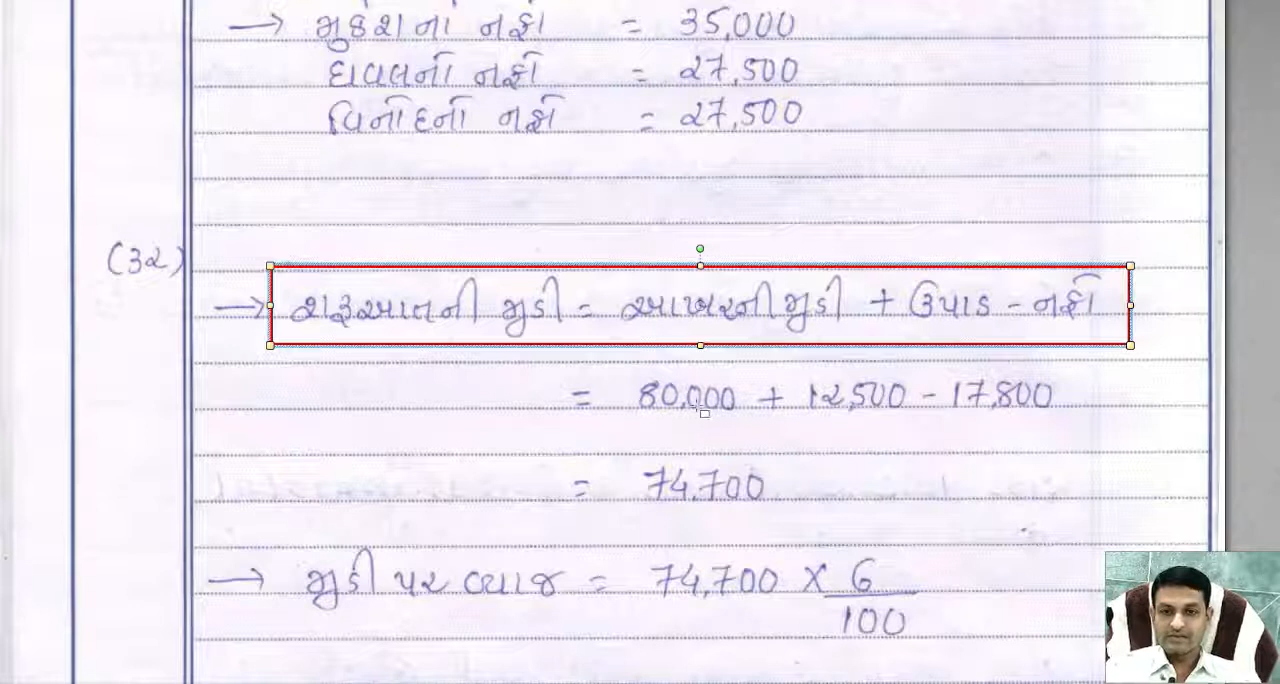 → મુકેશનો નફો = 35,000
ધવલનો નફો = 27,500
વિનોદનો નફો = 27,500
(32)
→ શરૂઆતની મુડી = આખરની મુડી + ઉપાડ - નફો
= 80,000 + 12,500 - 17,800
= 74,700
→ મુડી પર વ્યાજ = 74,700 X 6
100